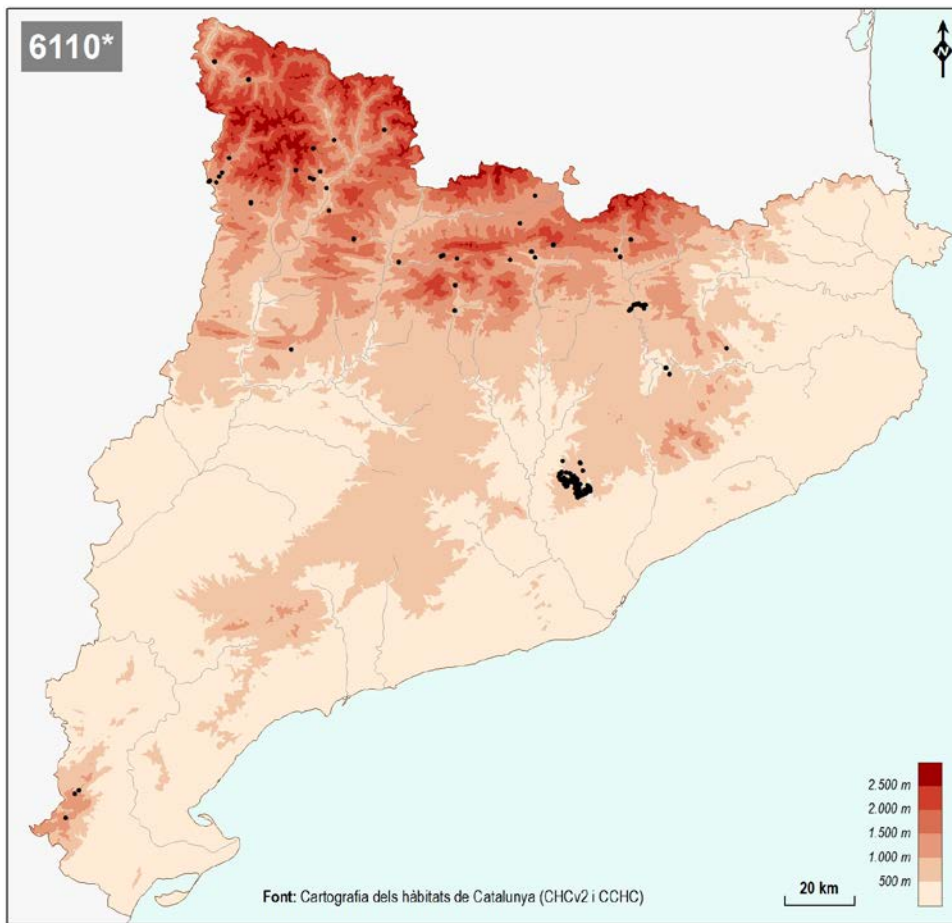 6110*
N
2.500 m
2.000 m
1.500 m
1.000 m
500 m
20 km
Font: Cartografia dels hàbitats de Catalunya (CHCv2 i CCHC)